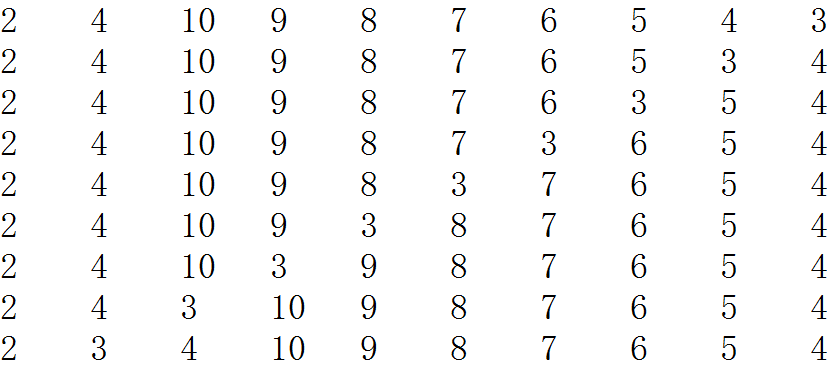 2 4 10 9 8 7 6 5 4 3
2 4 10 9 8 7 6 5 3 4
2 4 10 9 8 7 6 3 5 4
2 4 10 9 8 7 3 6 5 4
2 4 10 9 8 3 7 6 5 4
2 4 10 9 3 8 7 6 5 4
2 4 10 3 9 8 7 6 5 4
2 4 3 10 9 8 7 6 5 4
2 3 4 10 9 8 7 6 5 4